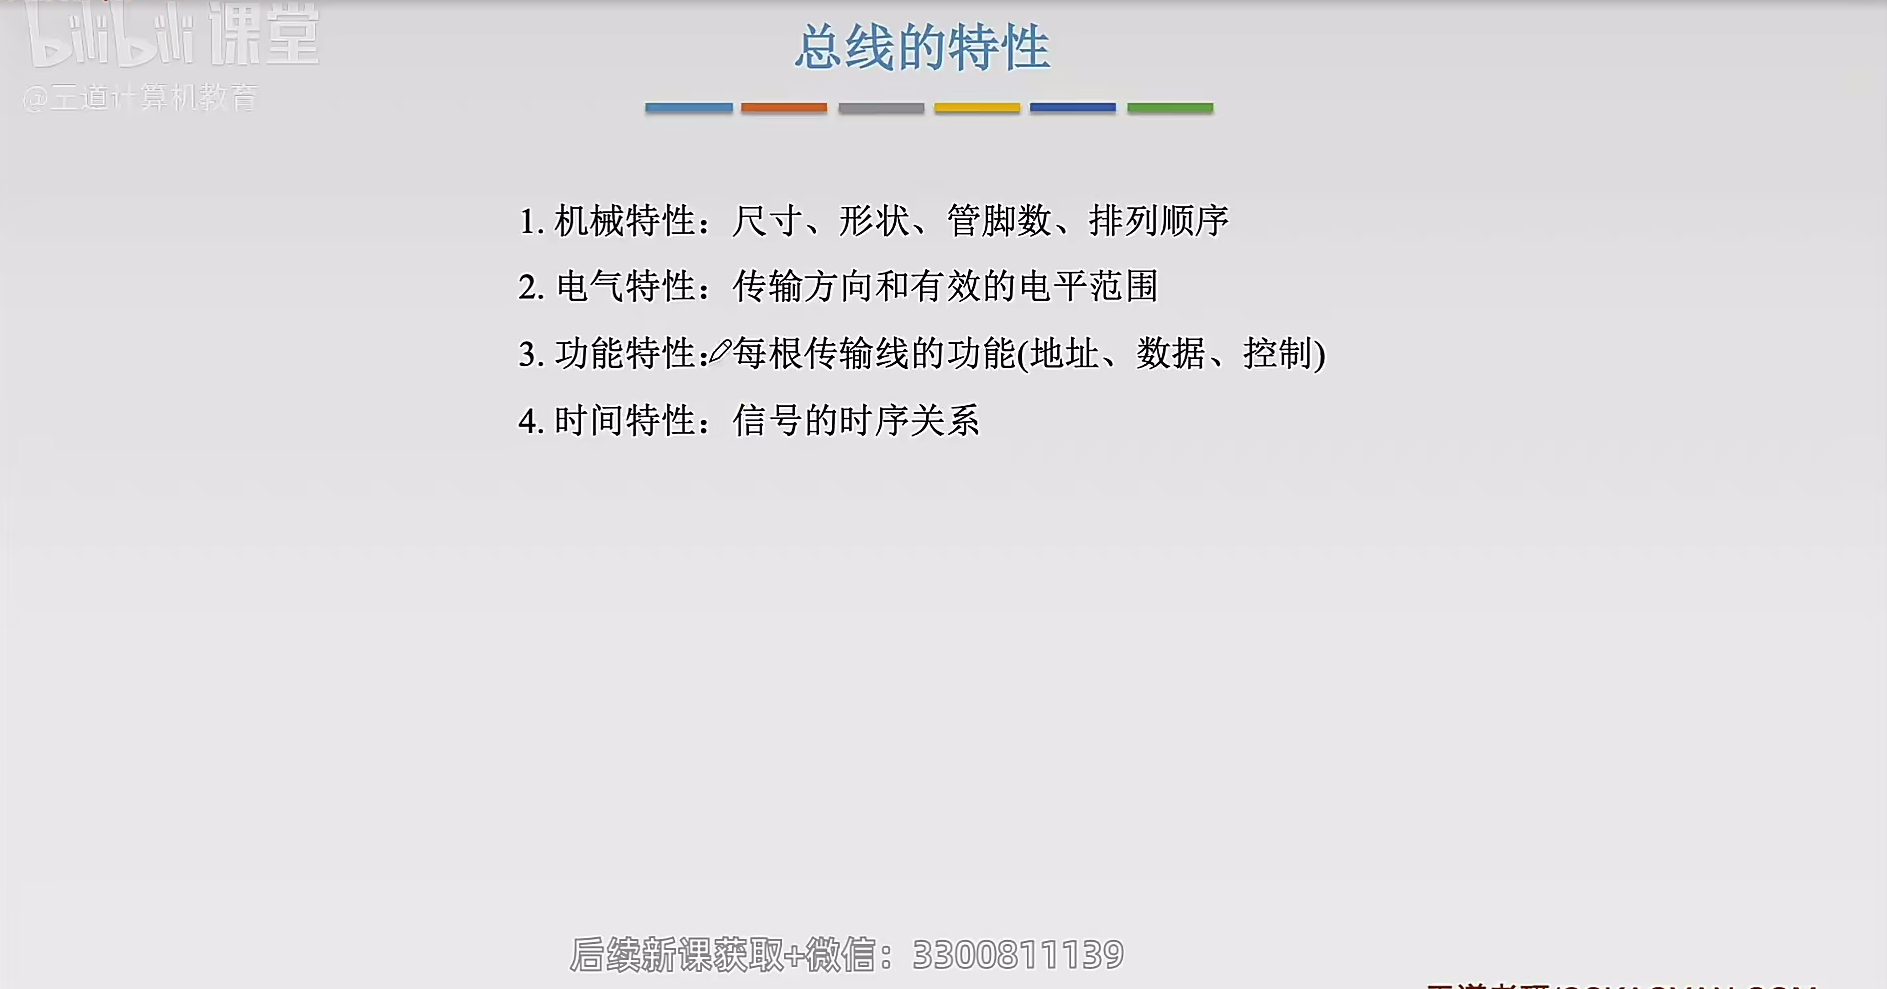 bilibili课堂
@王道计算机教育
总线的特性
1. 机械特性：尺寸、形状、管脚数、排列顺序
2. 电气特性：传输方向和有效的电平范围
3. 功能特性：每根传输线的功能(地址、数据、控制)
4. 时间特性：信号的时序关系
后续新课获取+微信：3300811139